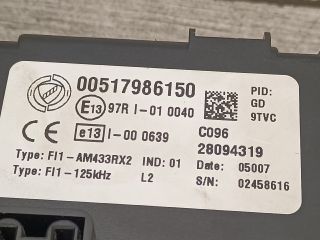 00517986150
PID:
GD
9TVC
E13 97R I-01 0040
e13 I-00 0639
C096
28094319
Type: FI1-AM433RX2 IND: 01 Date: 05007
Type: FI1-125kHz L2 S/N: 02458616